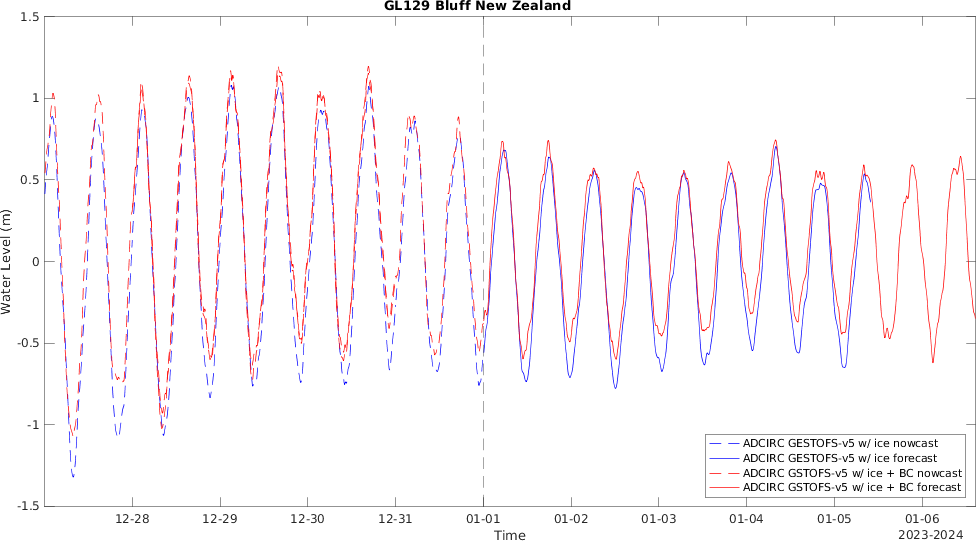 GL129 Bluff New Zealand
1.5
1
0.5
0
-0.5
-1
-1.5
Water Level (m)
12-28 12-29 12-30 12-31 01-01 01-02 01-03 01-04 01-05 01-06
Time
2023-2024
ADCIRC GESTOFS-v5 w/ ice nowcast
ADCIRC GESTOFS-v5 w/ ice forecast
ADCIRC GSTOFS-v5 w/ ice + BC nowcast
ADCIRC GSTOFS-v5 w/ ice + BC forecast